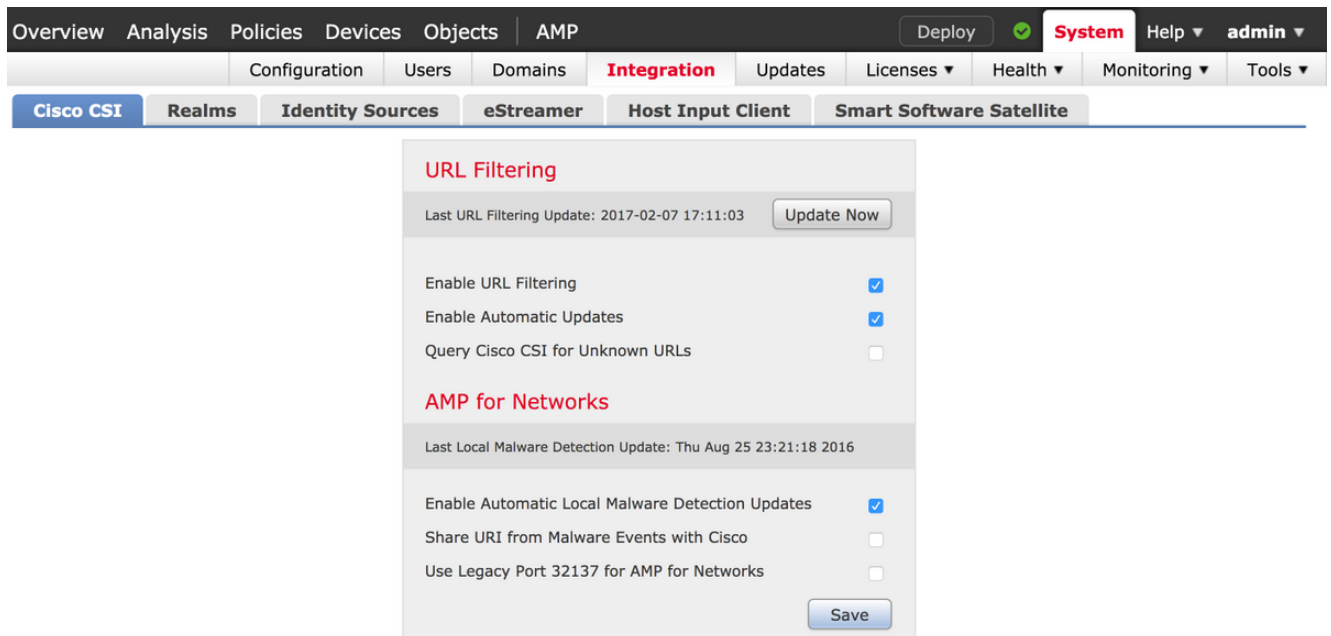 Overview Analysis Policies Devices Objects AMP Deploy System Help ▼ admin ▼
Configuration Users Domains Integration Updates Licenses ▼ Health ▼ Monitoring ▼ Tools ▼
Cisco CSI Realms Identity Sources eStreamer Host Input Client Smart Software Satellite
URL Filtering
Last URL Filtering Update: 2017-02-07 17:11:03 Update Now
Enable URL Filtering
Enable Automatic Updates
Query Cisco CSI for Unknown URLs
AMP for Networks
Last Local Malware Detection Update: Thu Aug 25 23:21:18 2016
Enable Automatic Local Malware Detection Updates
Share URI from Malware Events with Cisco
Use Legacy Port 32137 for AMP for Networks
Save